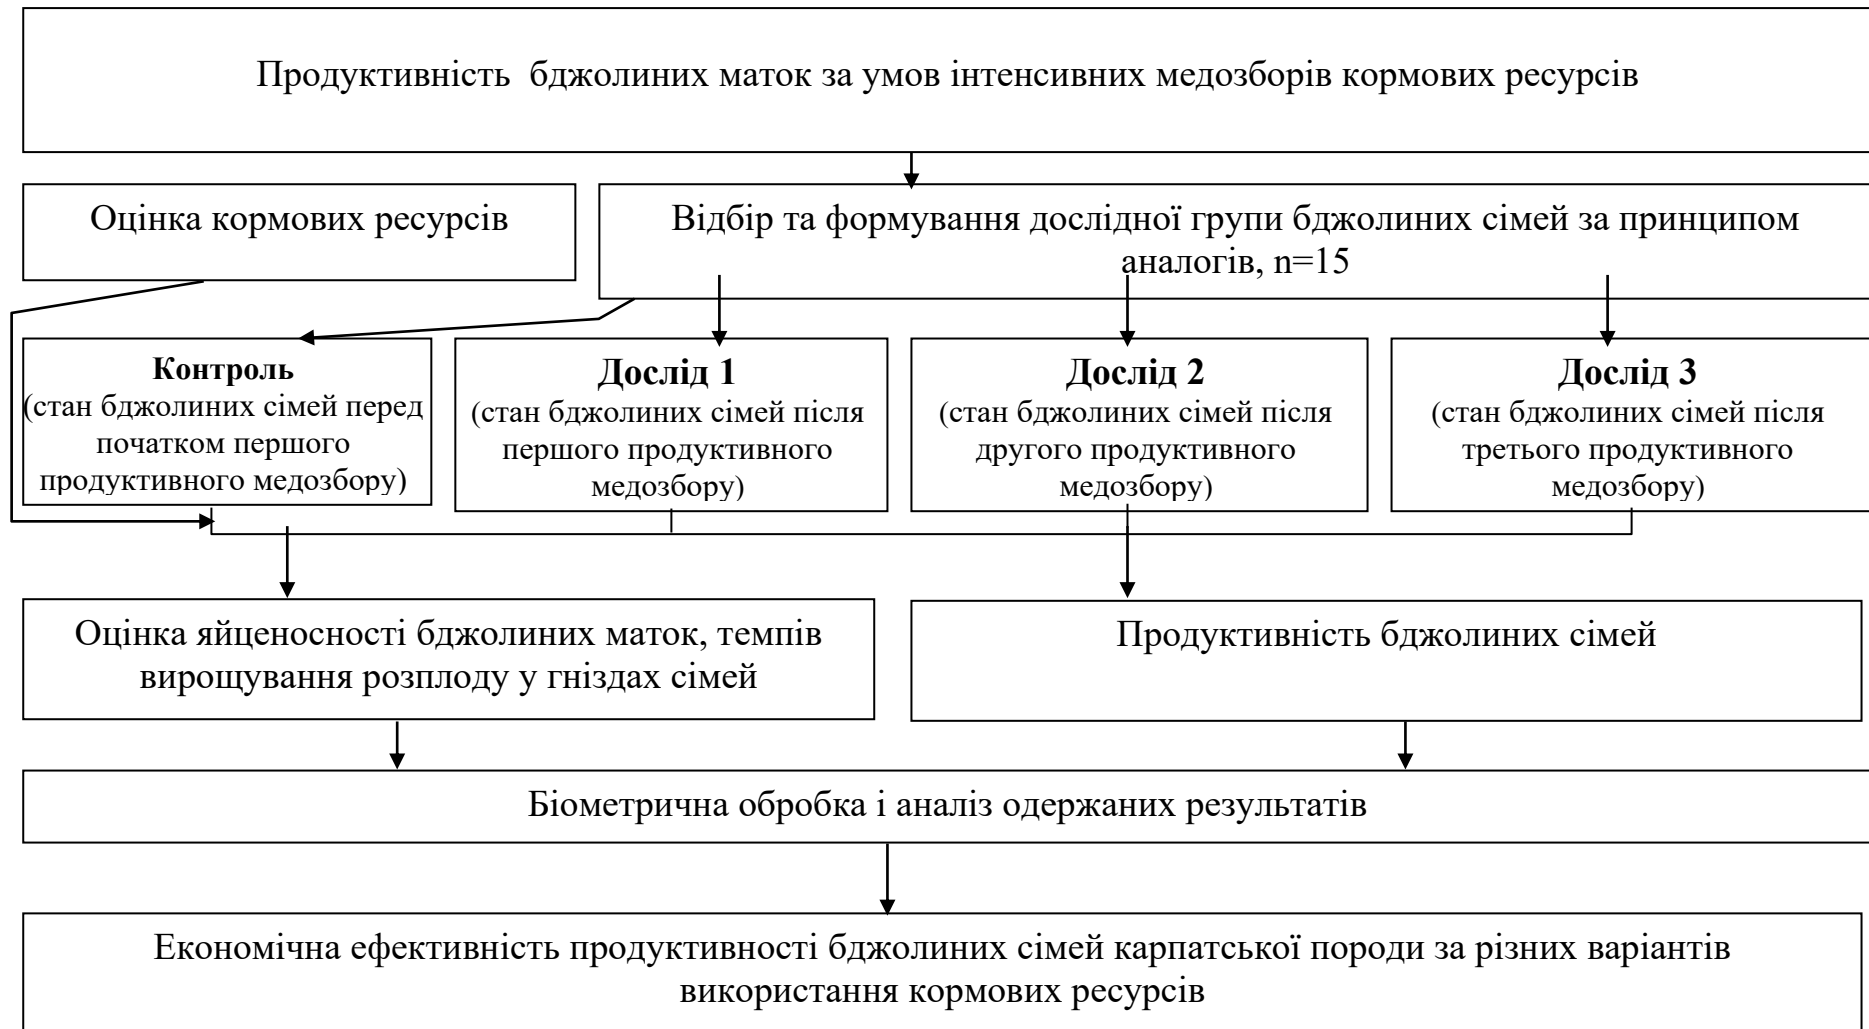 Продуктивність бджолиних маток за умов інтенсивних медозборів кормових ресурсів
Оцінка кормових ресурсів
Відбір та формування дослідної групи бджолиних сімей за принципом
аналогів, n=15
Контроль
(стан бджолиних сімей перед
початком першого
продуктивного медозбору)
Дослід 1
(стан бджолиних сімей після
першого продуктивного
медозбору)
Дослід 2
(стан бджолиних сімей після
другого продуктивного
медозбору)
Дослід 3
(стан бджолиних сімей після
третього продуктивного
медозбору)
Оцінка яйценосності бджолиних маток, темпів
вирощування розплоду у гніздах сімей
Продуктивність бджолиних сімей
Біометрична обробка і аналіз одержаних результатів
Економічна ефективність продуктивності бджолиних сімей карпатської породи за різних варіантів
використання кормових ресурсів